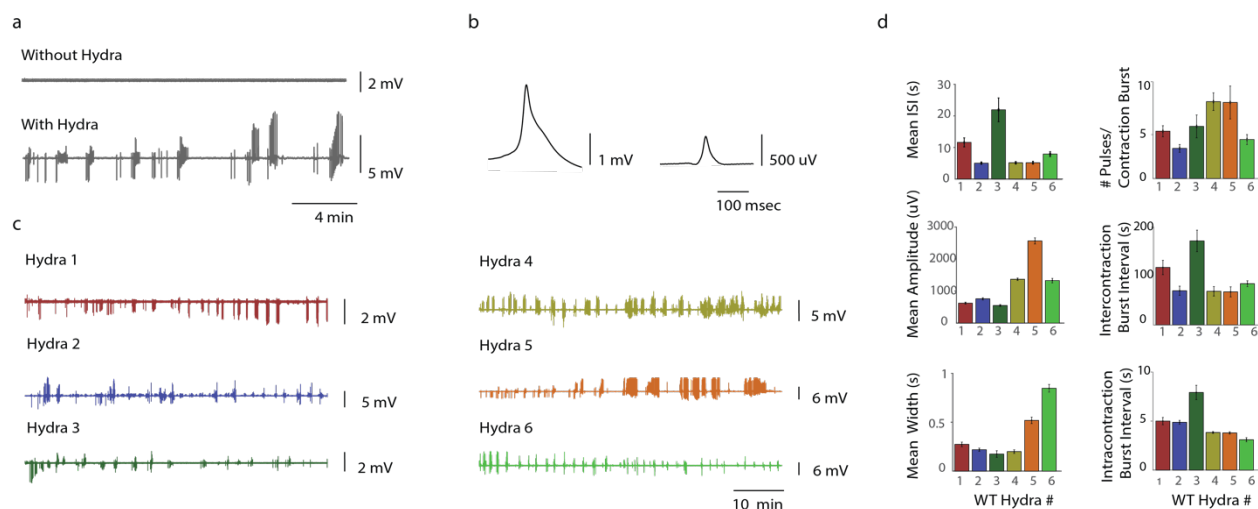 a
Without Hydra
2 mV
With Hydra
5 mV
4 min
b
1 mV
500 uV
100 msec
c
Hydra 1
2 mV
Hydra 2
5 mV
Hydra 3
2 mV
Hydra 4
5 mV
Hydra 5
6 mV
Hydra 6
6 mV
10 min
d
Mean ISI (s)
30
20
10
0
1 2 3 4 5 6
# Pulses/
Contraction Burst
10
5
0
1 2 3 4 5 6
Mean Amplitude (uV)
3000
2000
1000
0
1 2 3 4 5 6
Intercontraction
Burst Interval (s)
200
100
0
1 2 3 4 5 6
Mean Width (s)
1
0.5
0
1 2 3 4 5 6
WT Hydra #
Intracontraction
Burst Interval (s)
10
5
0
1 2 3 4 5 6
WT Hydra #